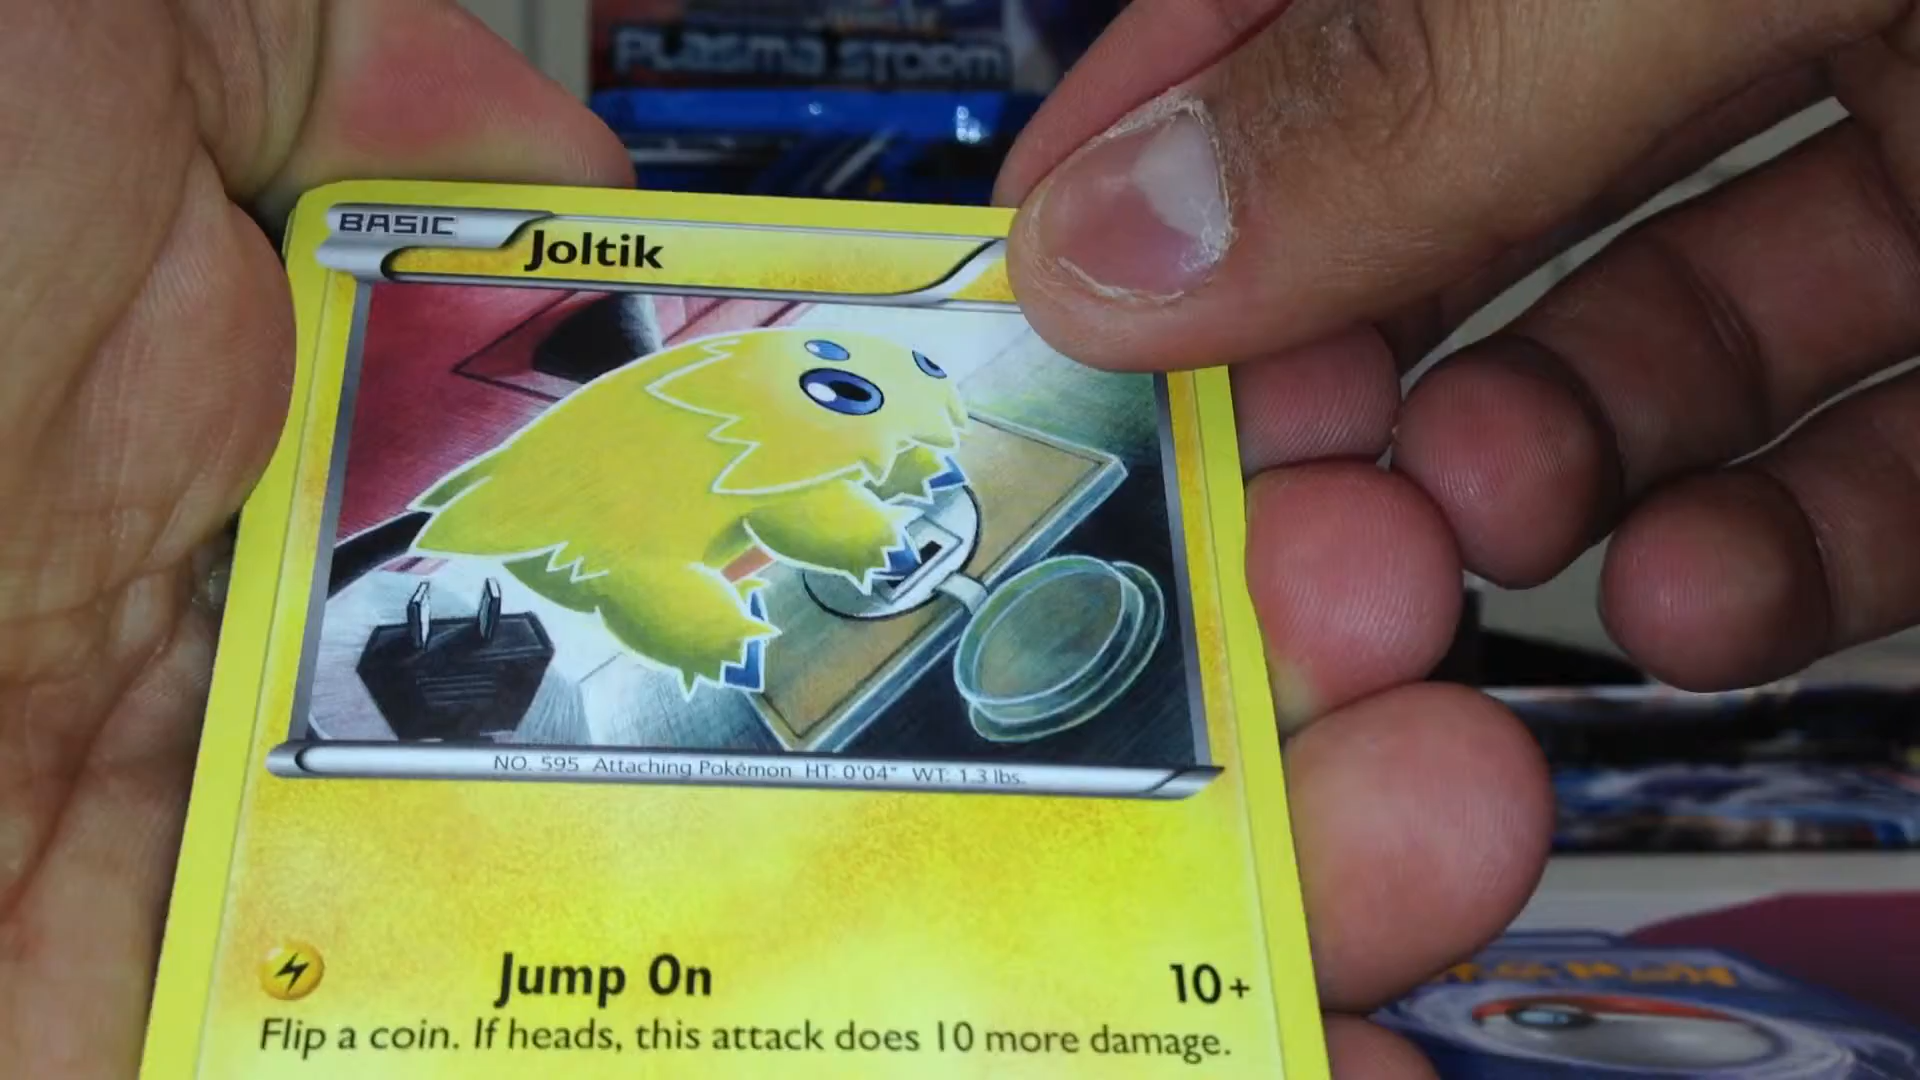 PLASMA STORM
BASIC
Joltik
NO. 595 Attaching Pokémon HT: 0'04" WT: 1.3 lbs.
Jump On
10+
Flip a coin. If heads, this attack does 10 more damage.